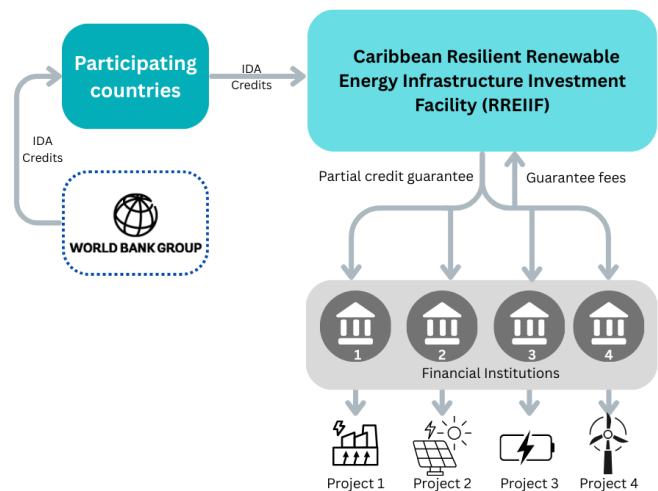 Participating
countries
IDA
Credits
Caribbean Resilient Renewable
Energy Infrastructure Investment
Facility (RREIIF)
IDA
Credits
WORLD BANK GROUP
Partial credit guarantee
Guarantee fees
1
2
3
4
Financial Institutions
Project 1
Project 2
Project 3
Project 4